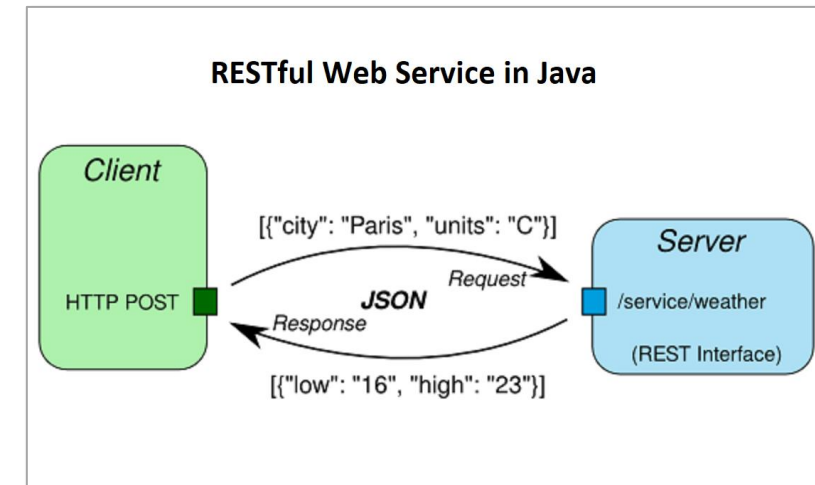 RESTful Web Service in Java
Client
[{"city": "Paris", "units": "C"}]
Server
Request
HTTP POST
JSON
/service/weather
Response
(REST Interface)
[{"low": "16", "high": "23"}]